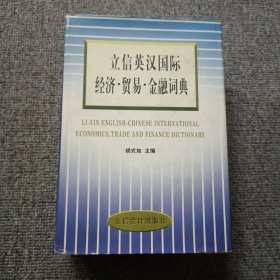 立信英汉国际
经济·贸易·金融词典
LI-XIN ENGLISH-CHINESE INTERNATIONAL
ECONOMICS, TRADE AND FINANCE DICTIONARY
胡式如 主编
立信会计出版社